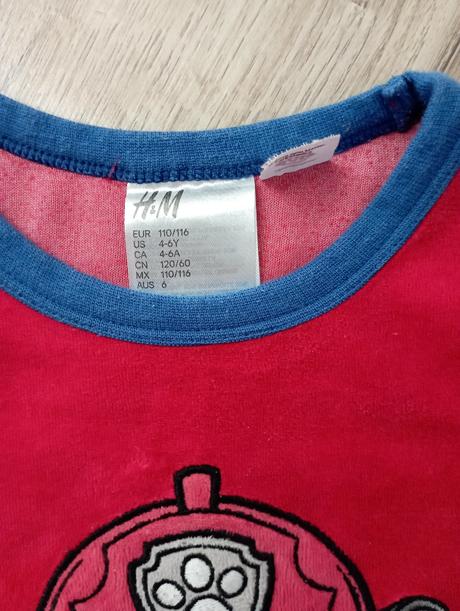 H&M
EUR 110/116
US 4-6Y
CA 4-6A
CN 120/60
MX 110/116
AUS 6